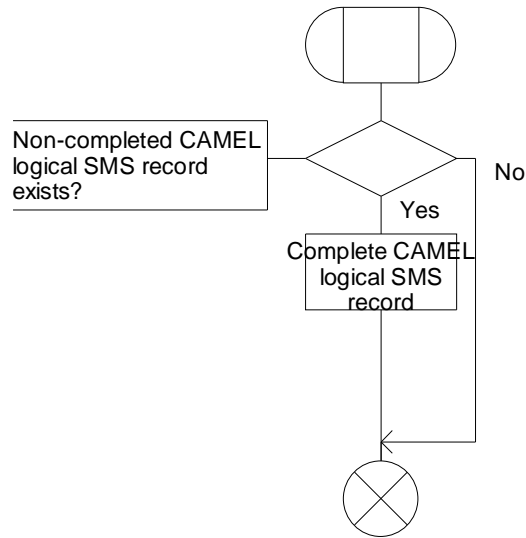 Non-completed CAMEL
logical SMS record
exists?
No
Yes
Complete CAMEL
logical SMS
record